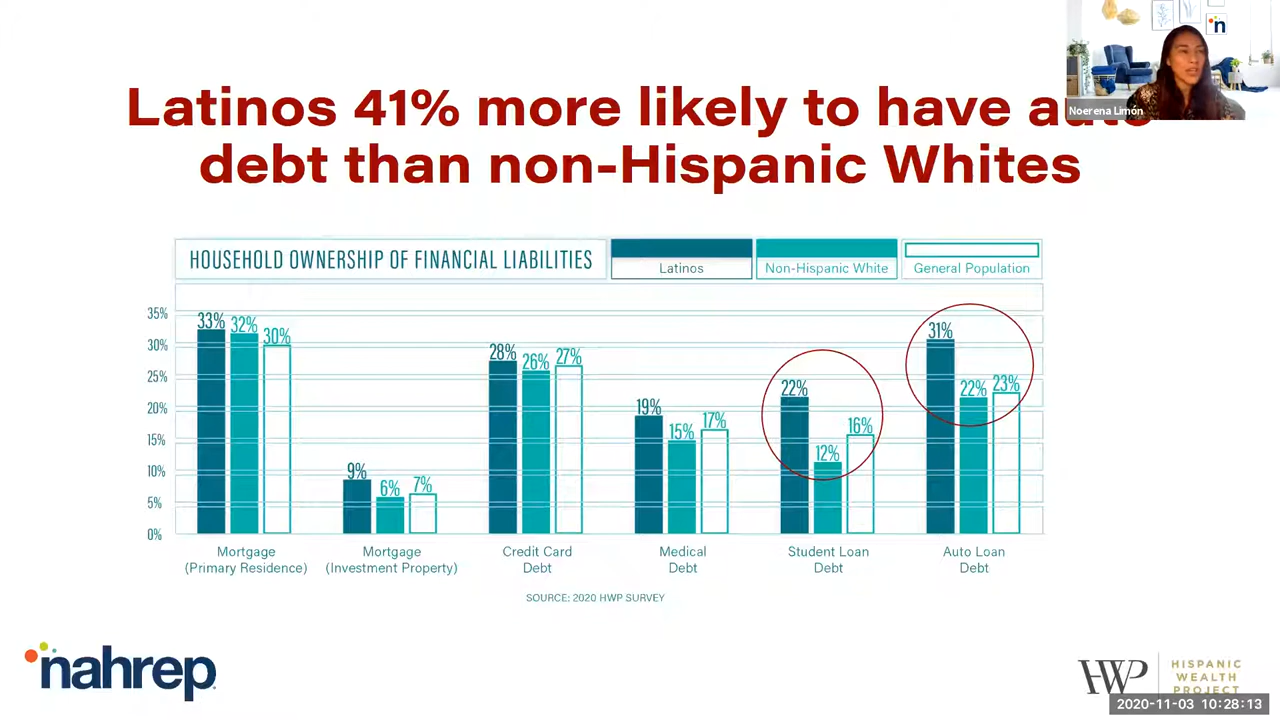 Latinos 41% more likely to have auto
debt than non-Hispanic Whites
n
Noerena Limón
HOUSEHOLD OWNERSHIP OF FINANCIAL LIABILITIES
Latinos
Non-Hispanic White
General Population
35%
30%
25%
20%
15%
10%
5%
0%
33% 32% 30%
9% 6% 7%
28% 26% 27%
19% 15% 17%
22% 12% 16%
31% 22% 23%
Mortgage
(Primary Residence)
Mortgage
(Investment Property)
Credit Card
Debt
Medical
Debt
Student Loan
Debt
Auto Loan
Debt
SOURCE: 2020 HWP SURVEY
nahrep
HWP
HISPANIC
WEALTH
PROJECT
2020-11-03 10:28:13